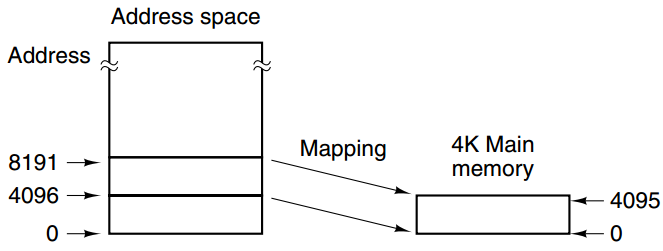 Address space
Address
Mapping
4K Main
memory
8191
4096
4095
0
0